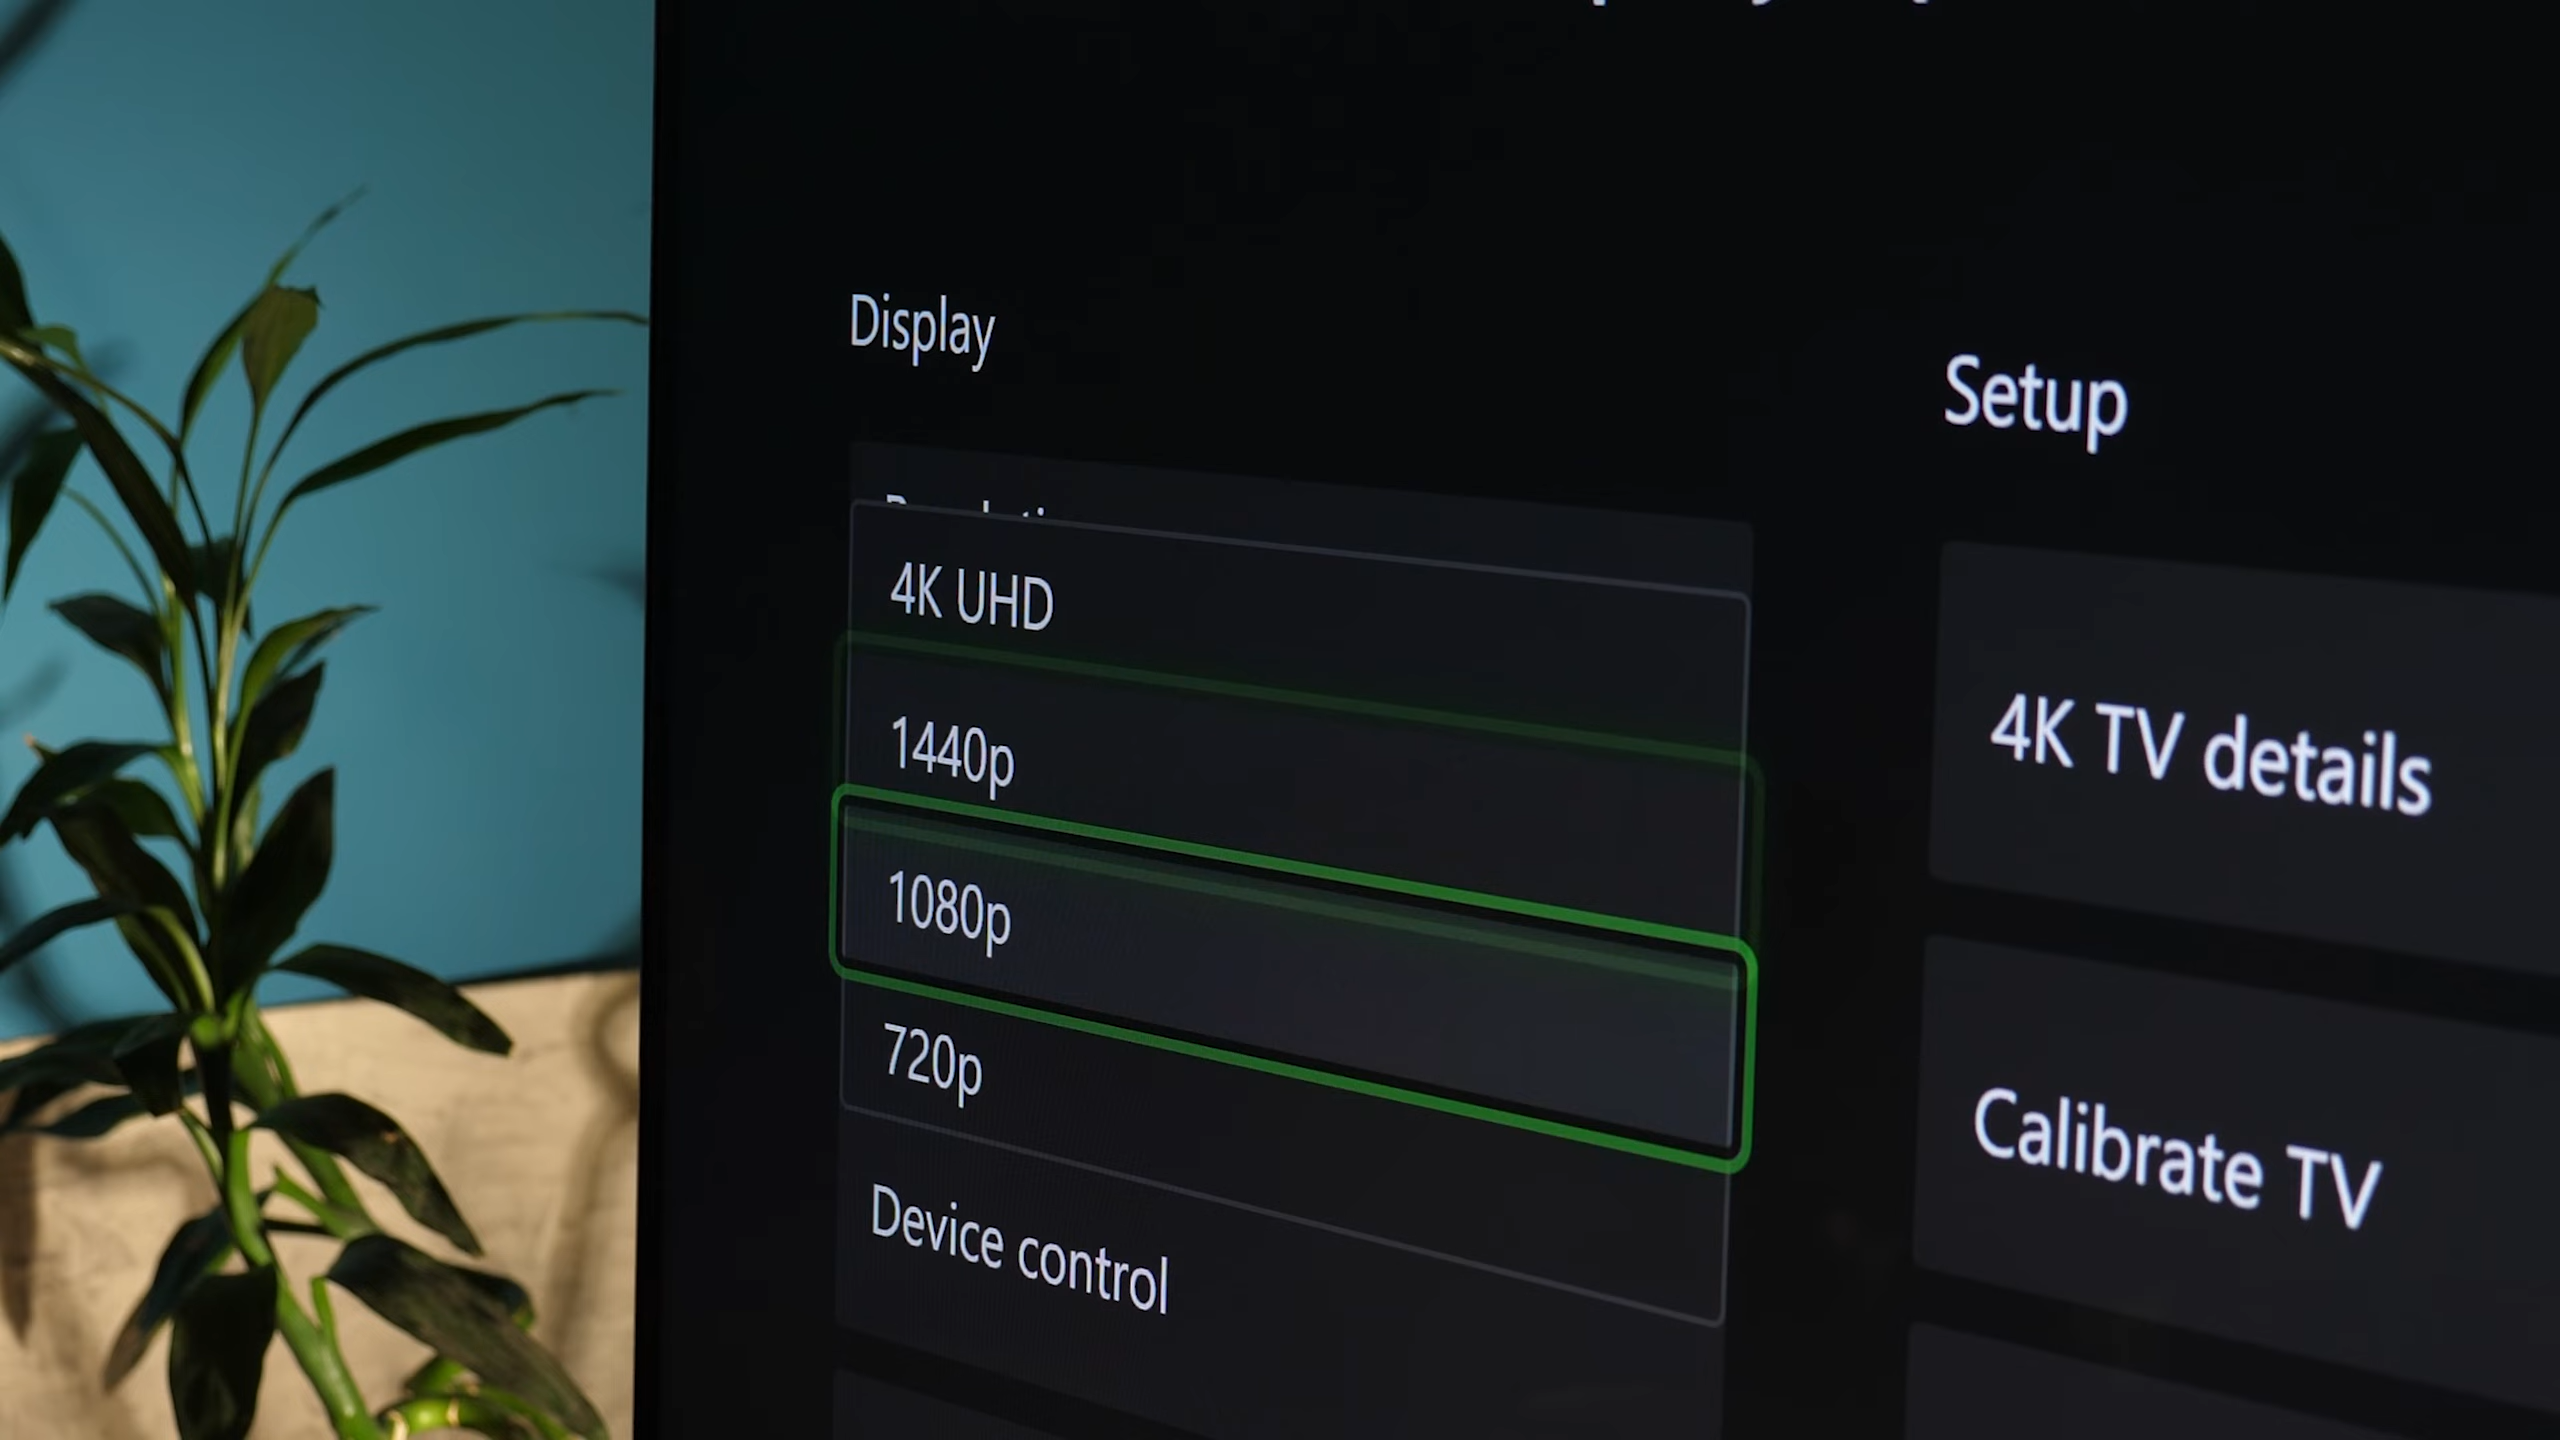 Display
4K UHD
1440p
1080p
720p
Device control
Setup
4K TV details
Calibrate TV